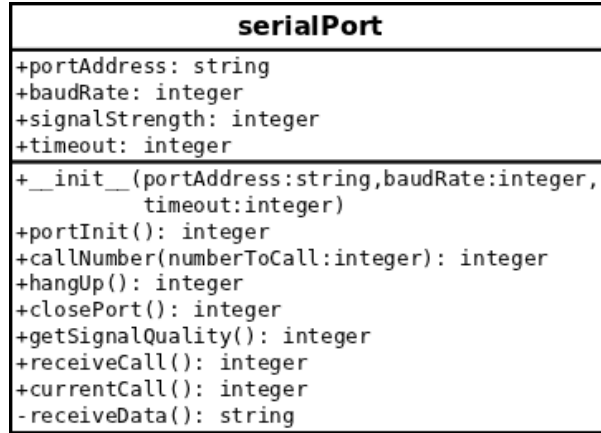 serialPort
+portAddress: string
+baudRate: integer
+signalStrength: integer
+timeout: integer
+__init__(portAddress:string,baudRate:integer,
timeout:integer)
+portInit(): integer
+callNumber(numberToCall:integer): integer
+hangUp(): integer
+closePort(): integer
+getSignalQuality(): integer
+receiveCall(): integer
+currentCall(): integer
-receiveData(): string